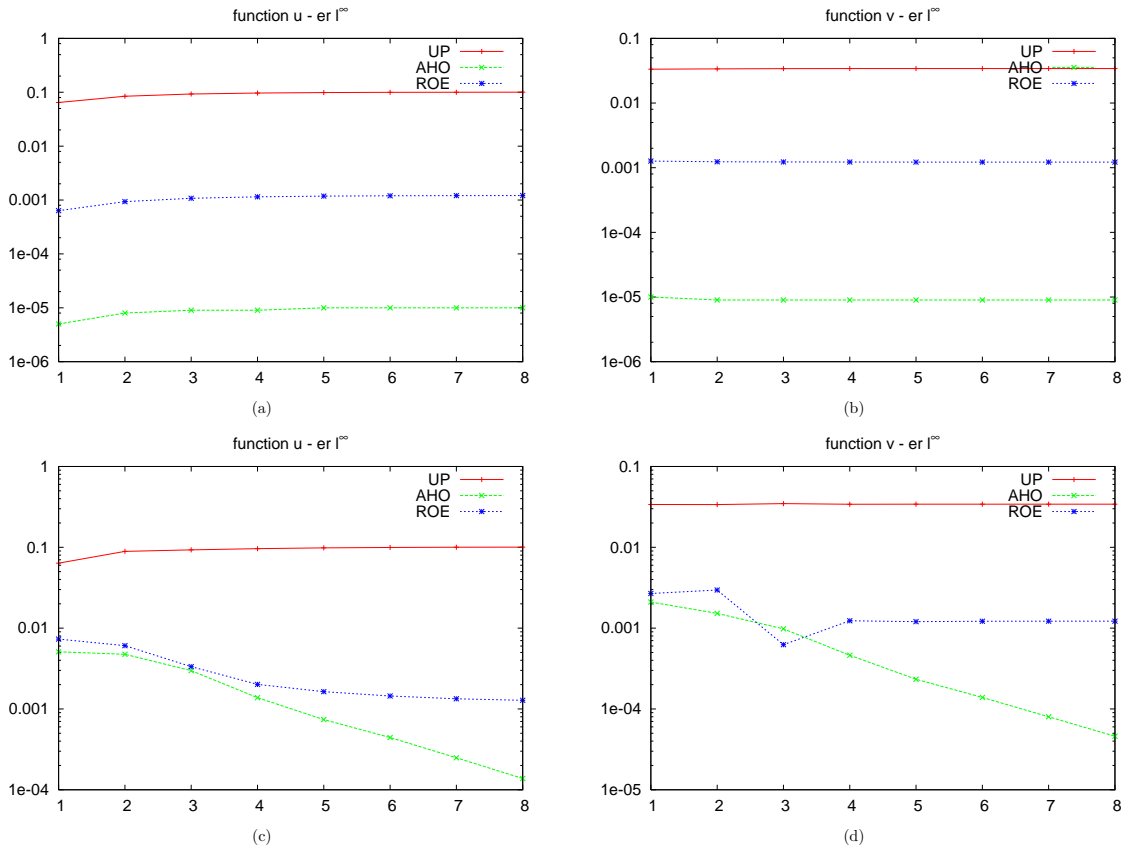 function u - er l∞
1
0.1
0.01
0.001
1e-04
1e-05
1e-06
1 2 3 4 5 6 7 8
UP
AHO
ROE
(a)
function v - er l∞
0.1
0.01
0.001
1e-04
1e-05
1e-06
1 2 3 4 5 6 7 8
UP
AHO
ROE
(b)
function u - er l∞
1
0.1
0.01
0.001
1e-04
1 2 3 4 5 6 7 8
UP
AHO
ROE
(c)
function v - er l∞
0.1
0.01
0.001
1e-04
1e-05
1 2 3 4 5 6 7 8
UP
AHO
ROE
(d)